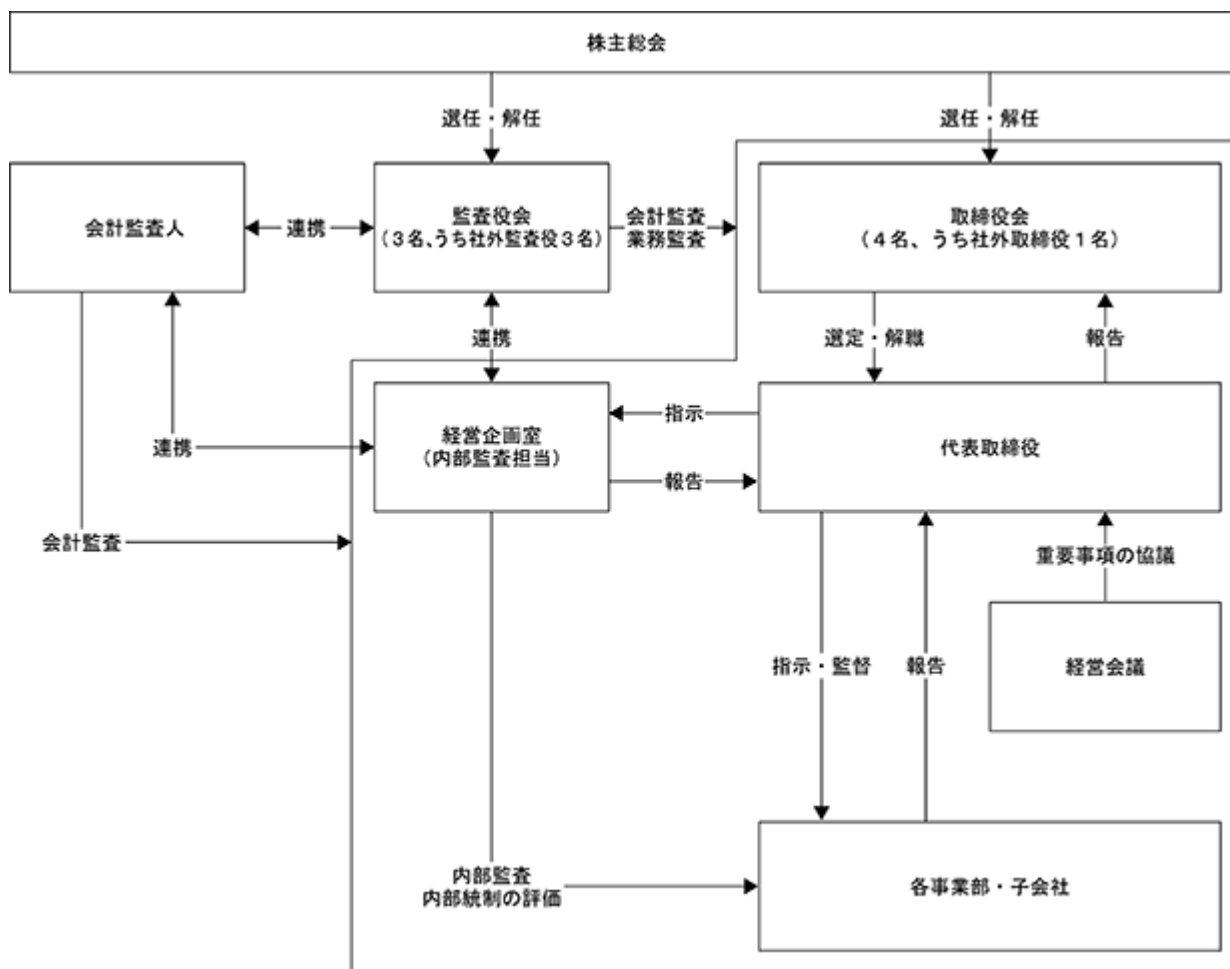 株主総会
選任・解任
選任・解任
会計監査人
連携
監査役会
(3名、うち社外監査役3名)
会計監査
業務監査
取締役会
(4名、うち社外取締役1名)
連携
選定・解職
報告
連携
経営企画室
(内部監査担当)
指示
報告
代表取締役
会計監査
重要事項の協議
経営会議
指示・監督
報告
内部監査
内部統制の評価
各事業部・子会社